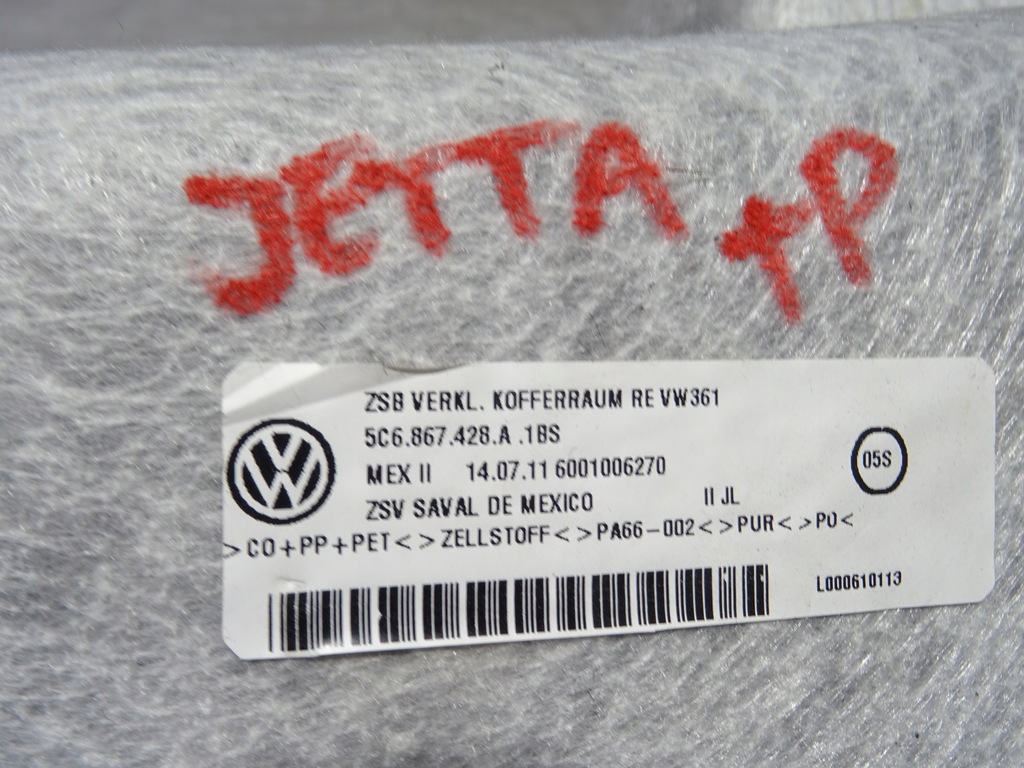 JETTA +P
ZSB VERKL. KOFFERRAUM RE VW361
5C6.867.428.A .1BS
MEX II 14.07.11 6001006270
05S
ZSV SAVAL DE MEXICO II JL
>CO+PP+PET< >ZELLSTOFF< >PA66-002< >PUR< >PO<
L000610113